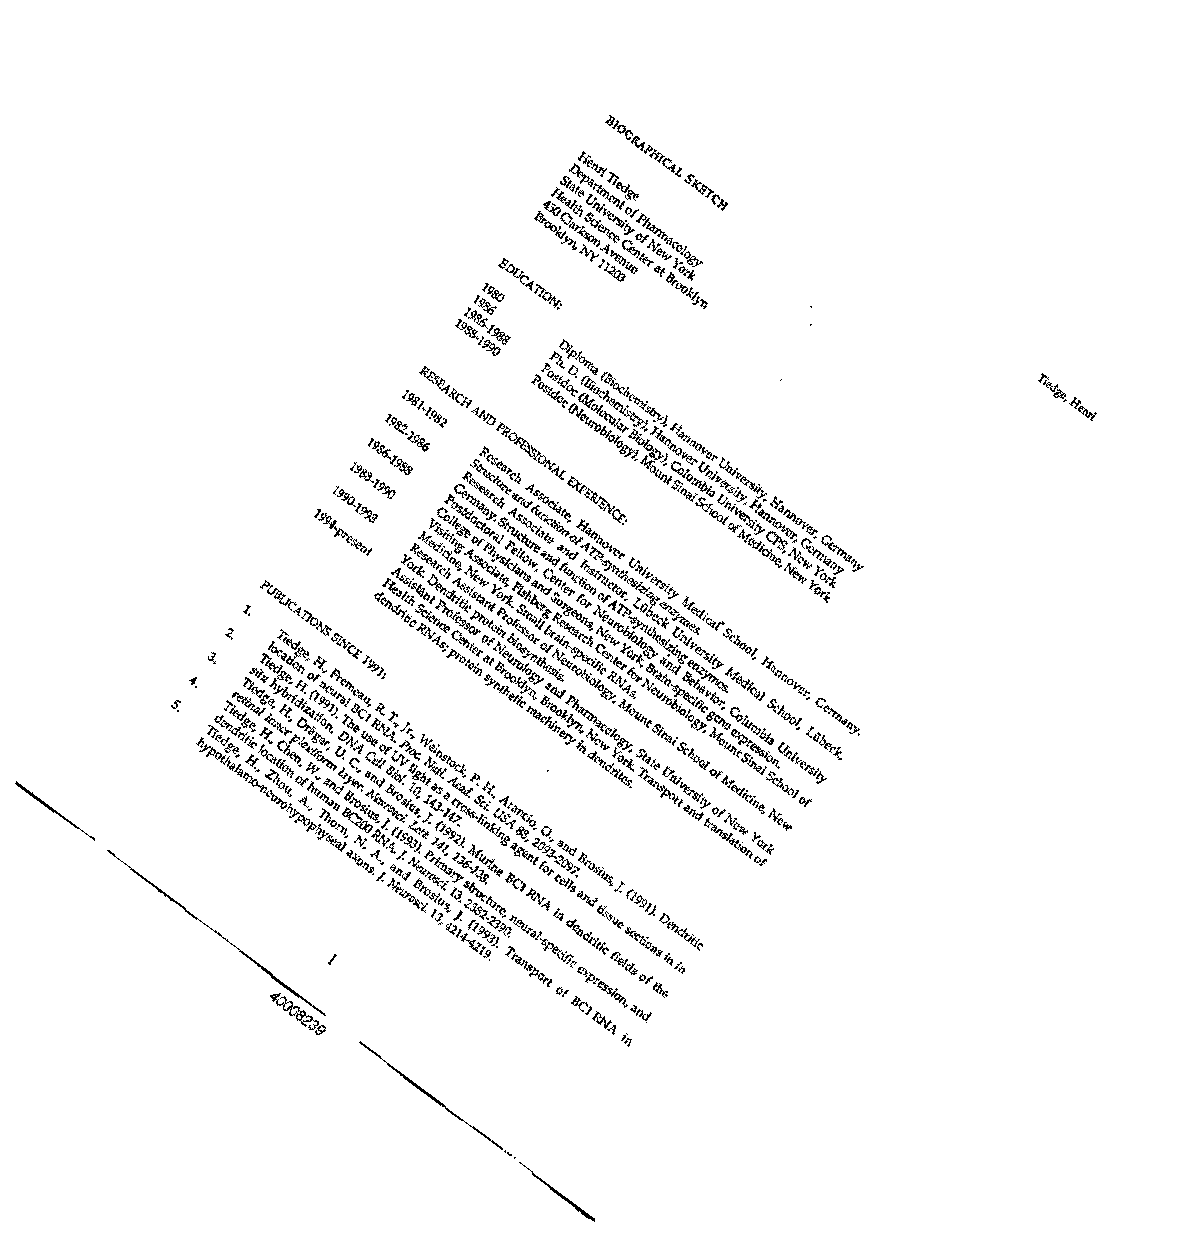 Tiedge, Henri
BIOGRAPHICAL SKETCH
Henri Tiedge
Department of Pharmacology
State University of New York
Health Science Center at Brooklyn
450 Clarkson Avenue
Brooklyn, NY 11203
EDUCATION:
1980 Diploma (Biochemistry), Hannover University, Hannover, Germany
1986 Ph. D. (Biochemistry), Hannover University, Hannover, Germany
1986-1988 Postdoc (Molecular Biology), Columbia University CPS, New York
1988-1990 Postdoc (Neurobiology), Mount Sinai School of Medicine, New York
RESEARCH AND PROFESSIONAL EXPERIENCE:
1981-1982 Research Associate, Hannover University Medical School, Hannover, Germany.
Structure and function of ATP-synthesizing enzymes.
1982-1986 Research Associate and Instructor, Lübeck University Medical School, Lübeck,
Germany. Structure and function of ATP-synthesizing enzymes.
1986-1988 Postdoctoral Fellow, Center for Neurobiology and Behavior, Columbia University
College of Physicians and Surgeons, New York. Brain-specific gene expression.
1988-1990 Visiting Associate, Fishberg Research Center for Neurobiology, Mount Sinai School of
Medicine, New York. Small brain-specific RNAs.
1990-1993 Research Assistant Professor of Neurobiology, Mount Sinai School of Medicine, New
York. Dendritic protein biosynthesis.
1994-present Assistant Professor of Neurology and Pharmacology, State University of New York
Health Science Center at Brooklyn, Brooklyn, New York. Transport and translation of
dendritic RNAs; protein synthetic machinery in dendrites.
PUBLICATIONS SINCE 1991:
1. Tiedge, H., Fremeau, R. T., Jr., Weinstock, P. H., Arancio, O., and Brosius, J. (1991). Dendritic
location of neural BC1 RNA. Proc. Natl. Acad. Sci. USA 88, 2093-2097.
2. Tiedge, H. (1991). The use of UV light as a cross-linking agent for cells and tissue sections in in
situ hybridization. DNA Cell Biol. 10, 143-147.
3. Tiedge, H., Dräger, U. C., and Brosius, J. (1992). Murine BC1 RNA in dendritic fields of the
retinal inner plexiform layer. Neurosci. Lett. 141, 136-138.
4. Tiedge, H., Chen, W., and Brosius, J. (1993). Primary structure, neural-specific expression, and
dendritic location of human BC200 RNA. J. Neurosci. 13, 2382-2390.
5. Tiedge, H., Zhou, A., Thorn, N. A., and Brosius, J. (1993). Transport of BC1 RNA in
hypothalamo-neurohypophyseal axons. J. Neurosci. 13, 4214-4219.
1
40008239